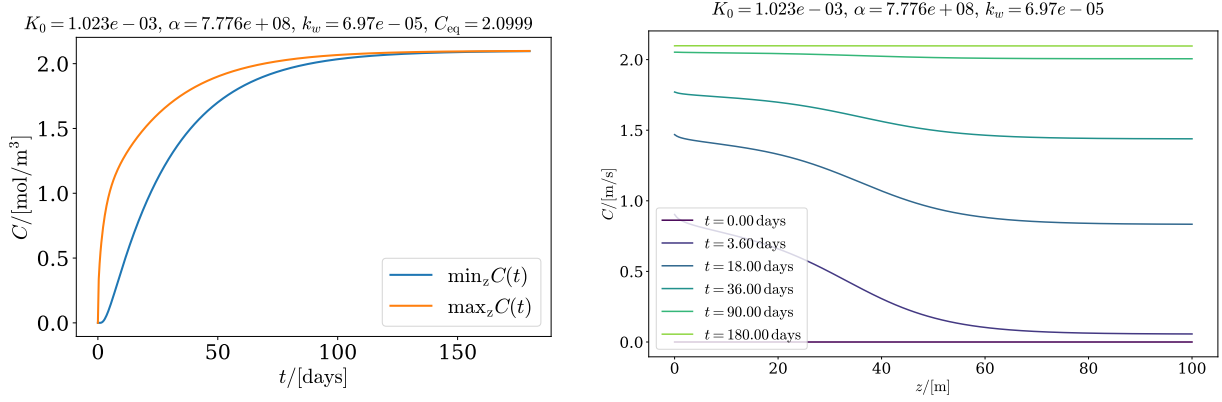 K₀ = 1.023e − 03, α = 7.776e + 08, k_w = 6.97e − 05, C_eq = 2.0999
2.0
1.5
1.0
0.5
0.0
C/[mol/m³]
min_z C(t)
max_z C(t)
0 50 100 150
t/[days]
K₀ = 1.023e − 03, α = 7.776e + 08, k_w = 6.97e − 05
2.0
1.5
1.0
0.5
0.0
C/[m/s]
t = 0.00 days
t = 3.60 days
t = 18.00 days
t = 36.00 days
t = 90.00 days
t = 180.00 days
0 20 40 60 80 100
z/[m]